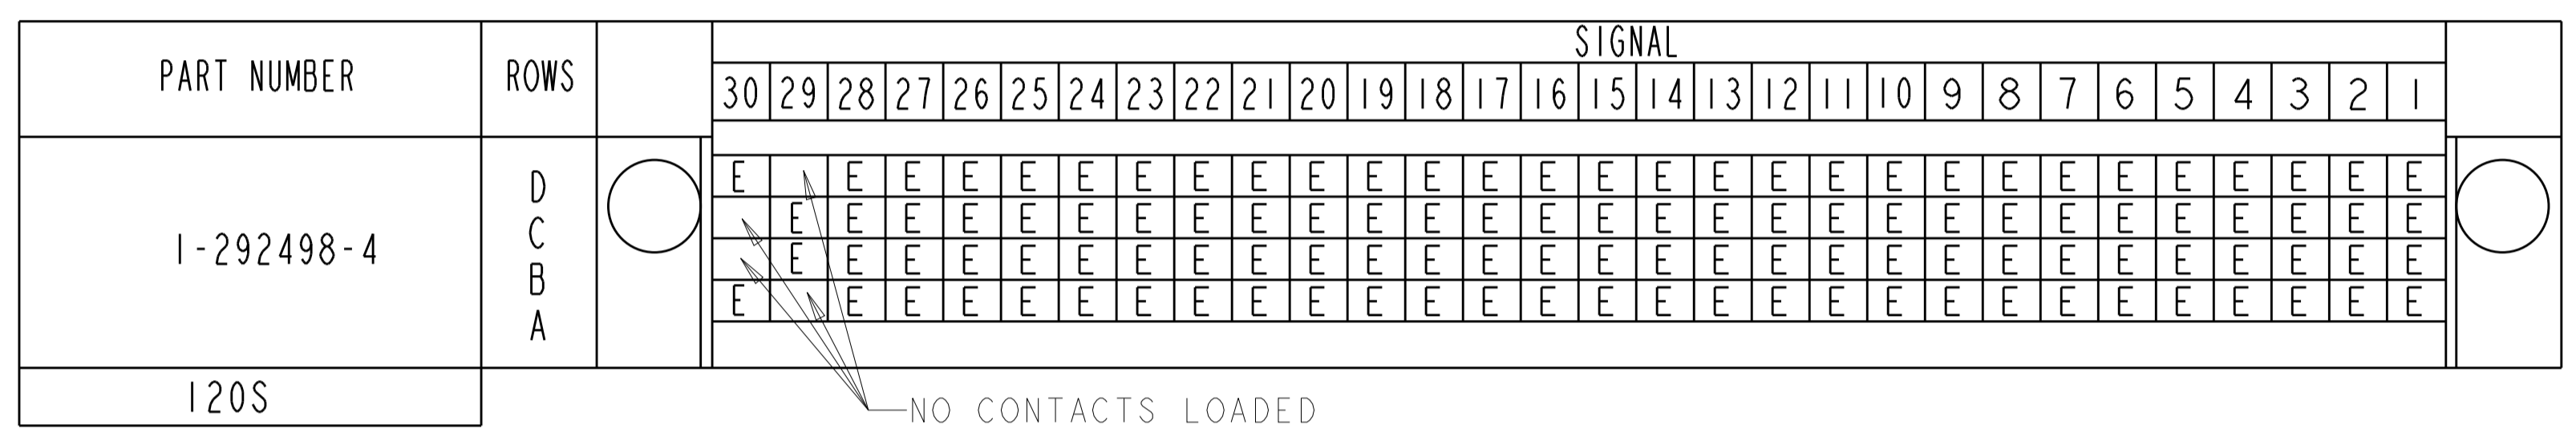 SIGNAL
PART NUMBER ROWS 30 29 28 27 26 25 24 23 22 21 20 19 18 17 16 15 14 13 12 11 10 9 8 7 6 5 4 3 2 1
D E E E E E E E E E E E E E E E E E E E E E E E E E E E E E
C E E E E E E E E E E E E E E E E E E E E E E E E E E E E E
1-292498-4
B E E E E E E E E E E E E E E E E E E E E E E E E E E E E E
A E E E E E E E E E E E E E E E E E E E E E E E E E E E E E
120S
NO CONTACTS LOADED